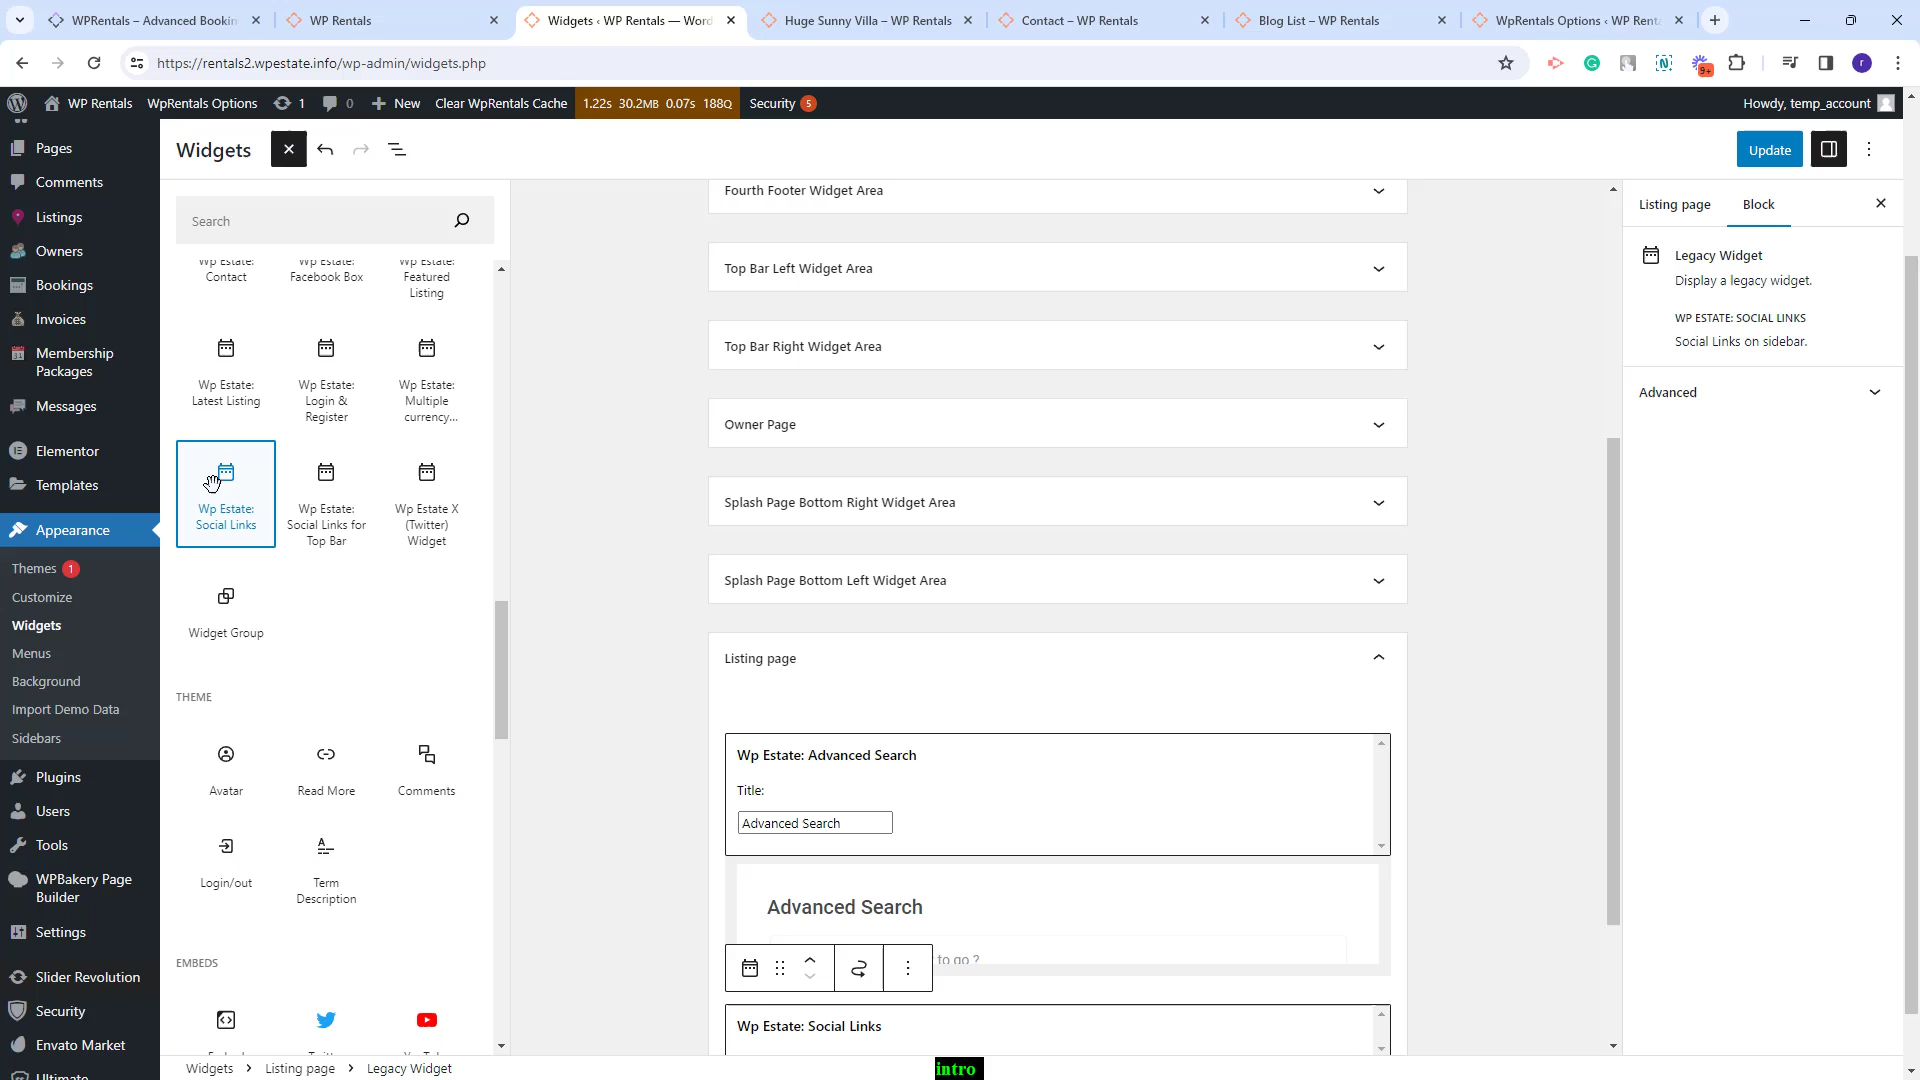 WPRentals – Advanced Bookin
WP Rentals
Widgets ‹ WP Rentals — Word
Huge Sunny Villa – WP Rentals
Contact – WP Rentals
Blog List – WP Rentals
WpRentals Options ‹ WP Renta
https://rentals2.wpestate.info/wp-admin/widgets.php
9+
r
WP Rentals
WpRentals Options
1
0
New
Clear WpRentals Cache
1.22s 30.2MB 0.07s 188Q
Security 5
Howdy, temp_account
Pages
Comments
Listings
Owners
Bookings
Invoices
Membership
Packages
Messages
Elementor
Templates
Appearance
Themes 1
Customize
Widgets
Menus
Background
Import Demo Data
Sidebars
Plugins
Users
Tools
WPBakery Page
Builder
Settings
Slider Revolution
Security
Envato Market
Ultimate
Widgets
Update
Search
Wp Estate:
Contact
Wp Estate:
Facebook Box
Wp Estate:
Featured
Listing
Wp Estate:
Latest Listing
Wp Estate:
Login &
Register
Wp Estate:
Multiple
currency...
Wp Estate:
Social Links
Wp Estate:
Social Links for
Top Bar
Wp Estate X
(Twitter)
Widget
Widget Group
THEME
Avatar
Read More
Comments
Login/out
Term
Description
EMBEDS
Fourth Footer Widget Area
Top Bar Left Widget Area
Top Bar Right Widget Area
Owner Page
Splash Page Bottom Right Widget Area
Splash Page Bottom Left Widget Area
Listing page
Wp Estate: Advanced Search
Title:
Advanced Search
Advanced Search
to go ?
Wp Estate: Social Links
Listing page
Block
Legacy Widget
Display a legacy widget.
WP ESTATE: SOCIAL LINKS
Social Links on sidebar.
Advanced
Widgets
Listing page
Legacy Widget
intro